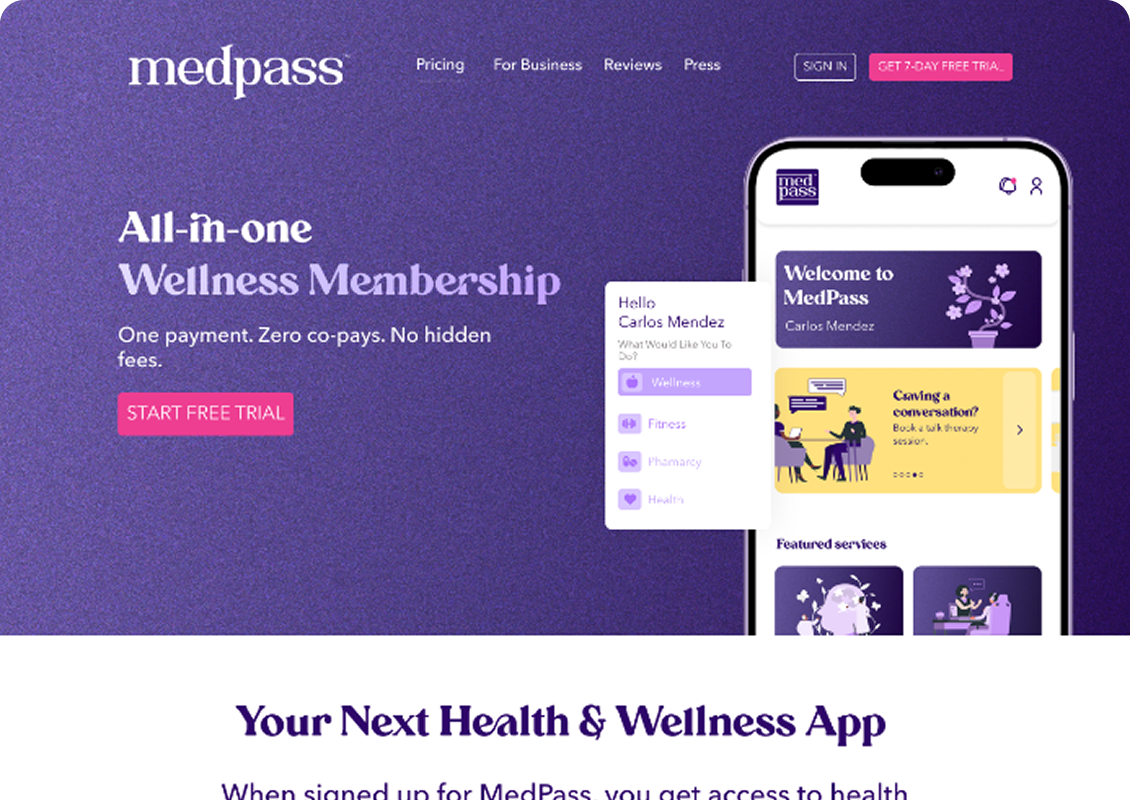 medpass
Pricing For Business Reviews Press
SIGN IN
GET 7-DAY FREE TRIAL
All-in-one
Wellness Membership
One payment. Zero co-pays. No hidden
fees.
START FREE TRIAL
Hello
Carlos Mendez
What Would Like You To
Do?
Wellness
Fitness
Phamarcy
Health
med
pass
Welcome to
MedPass
Carlos Mendez
Craving a
conversation?
Book a talk therapy
session.
Featured services
Your Next Health & Wellness App
When signed up for MedPass, you get access to health